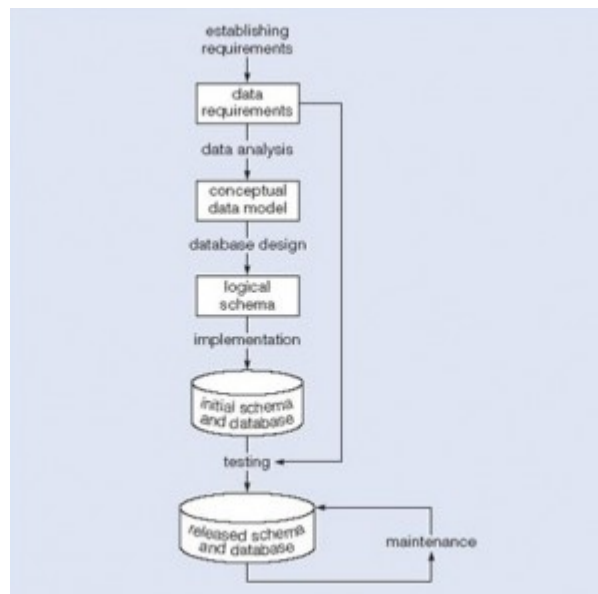 establishing
requirements
data
requirements
data analysis
conceptual
data model
database design
logical
schema
implementation
initial schema
and database
testing
released schema
and database
maintenance